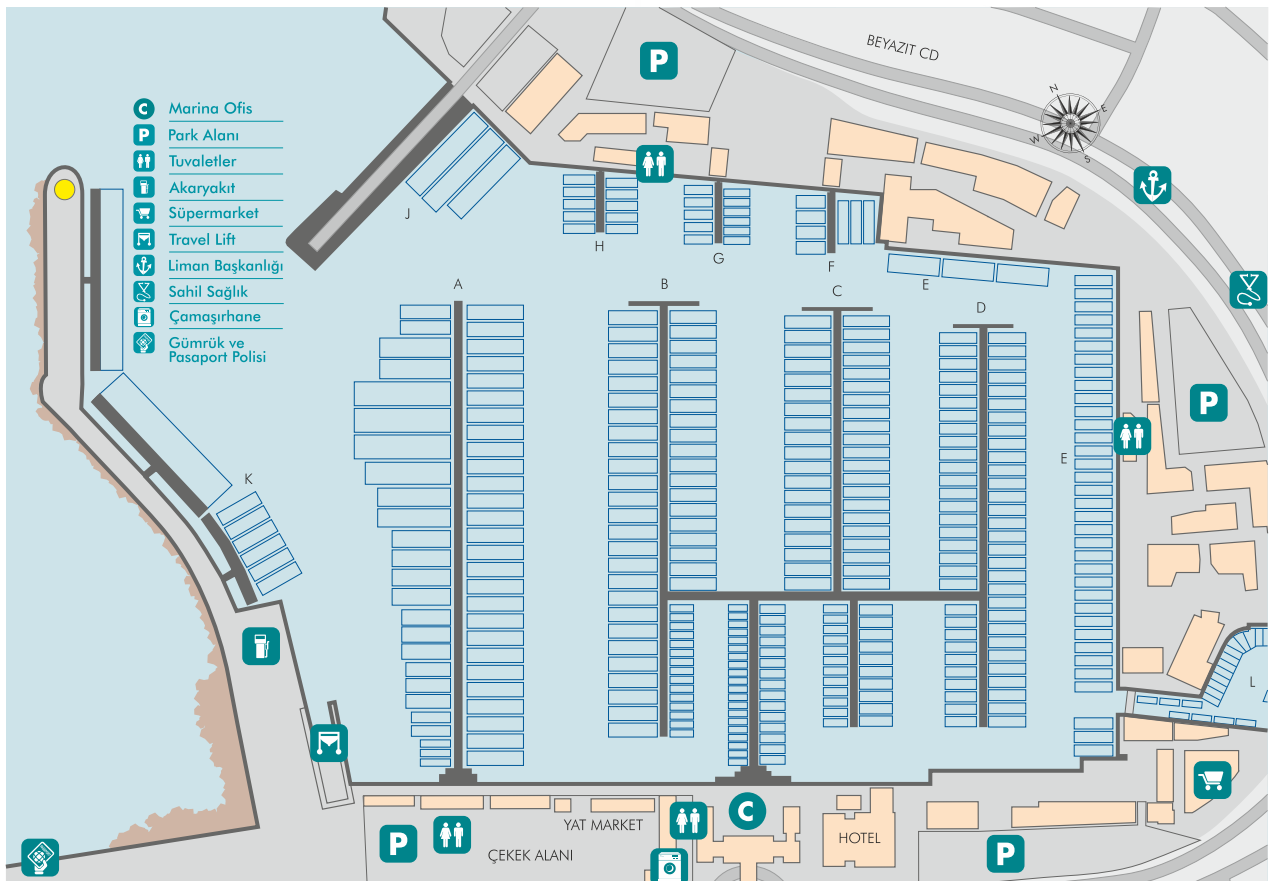 BEYAZIT CD
N
E
W
S
C Marina Ofis
P Park Alanı
Tuvaletler
Akaryakıt
Süpermarket
Travel Lift
Liman Başkanlığı
Sahil Sağlık
Çamaşırhane
Gümrük ve
Pasaport Polisi
P
J
H
G
F
E
A
B
C
D
P
E
K
L
YAT MARKET
C
HOTEL
P
ÇEKEK ALANI
P